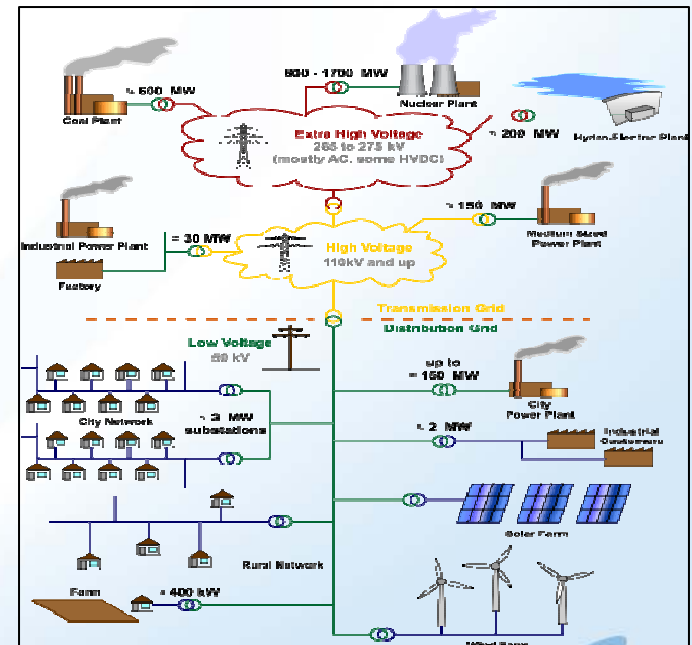 ≈ 600 MW
Coal Plant
600 - 1700 MW
Nuclear Plant
≈ 200 MW
Hydro-Electric Plant
Extra High Voltage
265 to 275 kV
(mostly AC, some HVDC)
Industrial Power Plant
≈ 30 MW
Factory
High Voltage
110kV and up
≈ 150 MW
Medium Sized
Power Plant
Transmission Grid
Distribution Grid
Low Voltage
50 kV
City Network
≈ 3 MW
substations
up to
≈ 150 MW
City
Power Plant
≈ 2 MW
Industrial
Customers
Solar Farm
Rural Network
Farm
≈ 400 kW
Wind Farm